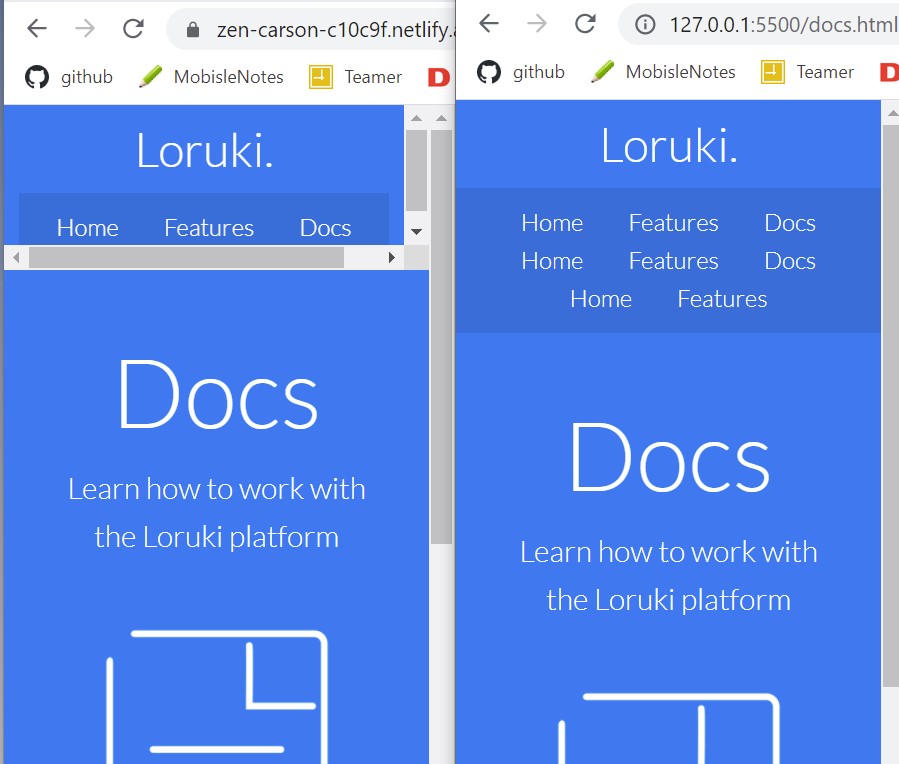 zen-carson-c10c9f.netlify.a
github MobisleNotes Teamer D
Loruki.
Home Features Docs
Docs
Learn how to work with
the Loruki platform
127.0.0.1:5500/docs.html
github MobisleNotes Teamer D
Loruki.
Home Features Docs
Home Features Docs
Home Features
Docs
Learn how to work with
the Loruki platform